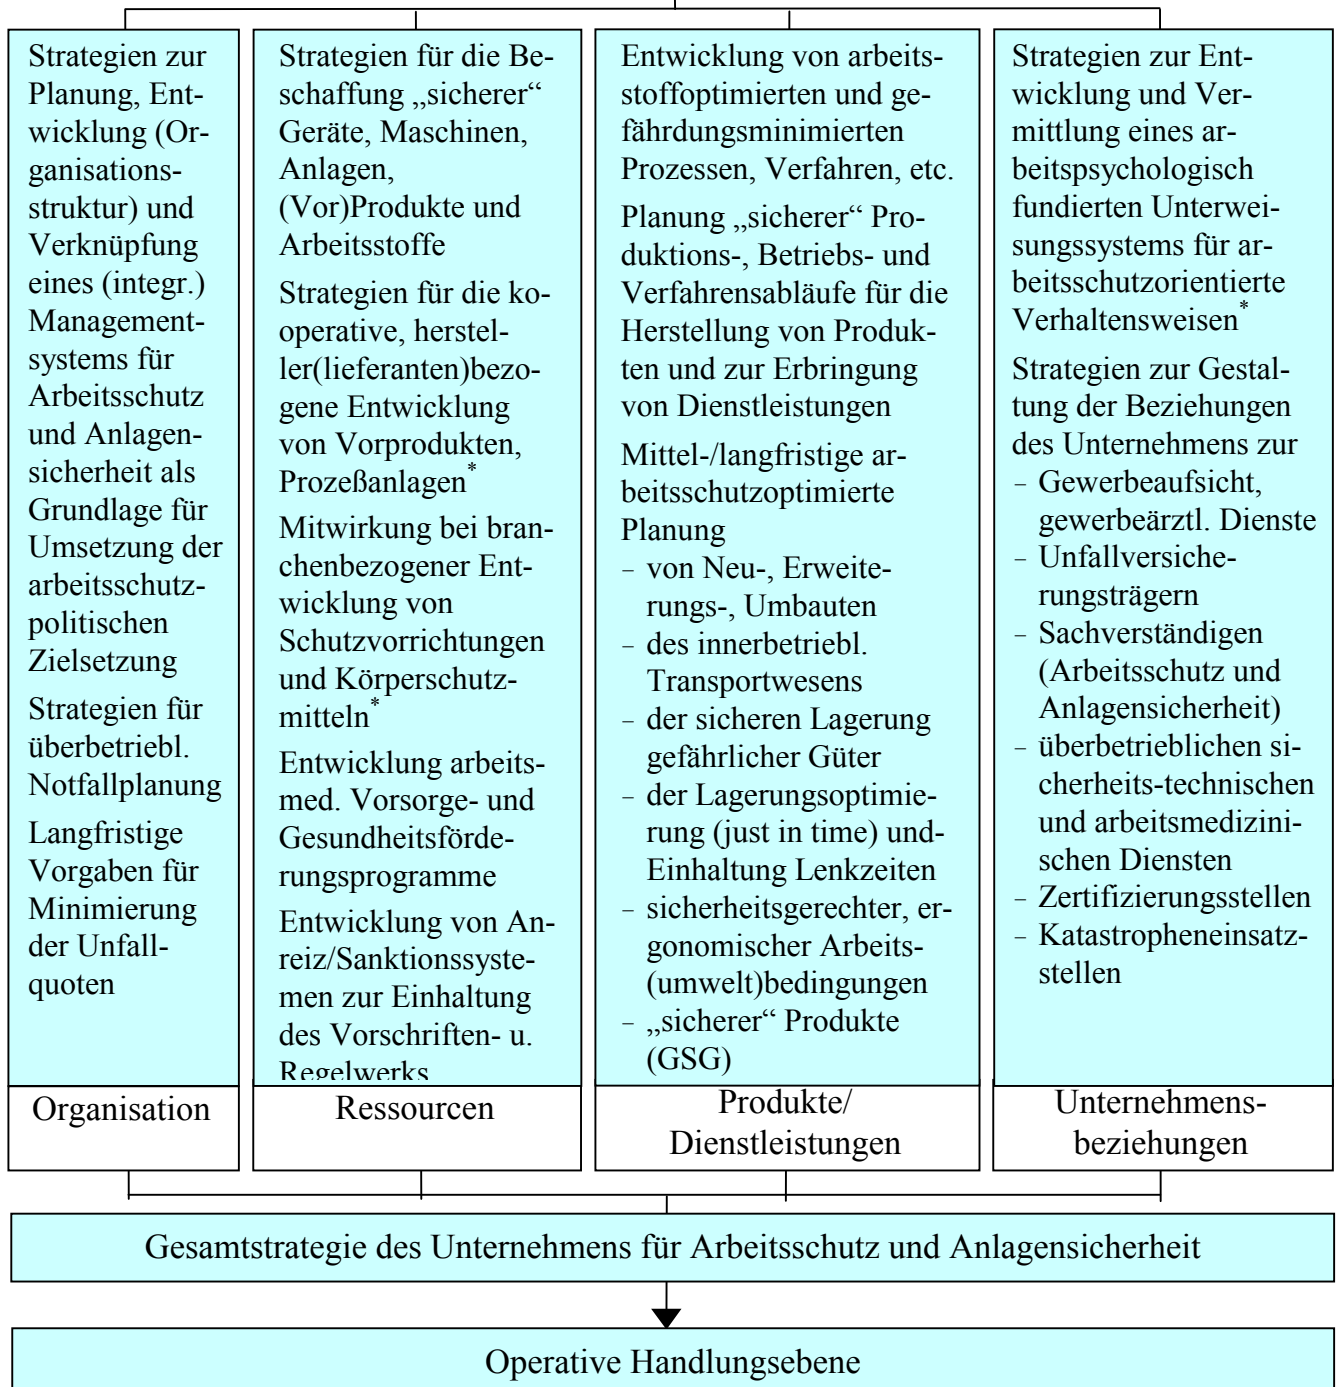 Strategien zur
Planung, Ent-
wicklung (Or-
ganisations-
struktur) und
Verknüpfung
eines (integr.)
Management-
systems für
Arbeitsschutz
und Anlagen-
sicherheit als
Grundlage für
Umsetzung der
arbeitsschutz-
politischen
Zielsetzung
Strategien für
überbetriebl.
Notfallplanung
Langfristige
Vorgaben für
Minimierung
der Unfall-
quoten
Organisation
Strategien für die Be-
schaffung „sicherer“
Geräte, Maschinen,
Anlagen,
(Vor)Produkte und
Arbeitsstoffe
Strategien für die ko-
operative, herstel-
ler(lieferanten)bezo-
gene Entwicklung
von Vorprodukten,
Prozeßanlagen*
Mitwirkung bei bran-
chenbezogener Ent-
wicklung von
Schutzvorrichtungen
und Körperschutz-
mitteln*
Entwicklung arbeits-
med. Vorsorge- und
Gesundheitsförde-
rungsprogramme
Entwicklung von An-
reiz/Sanktionssyste-
men zur Einhaltung
des Vorschriften- u.
Regelwerks
Ressourcen
Entwicklung von arbeits-
stoffoptimierten und ge-
fährdungsminimierten
Prozessen, Verfahren, etc.
Planung „sicherer“ Pro-
duktions-, Betriebs- und
Verfahrensabläufe für die
Herstellung von Produk-
ten und zur Erbringung
von Dienstleistungen
Mittel-/langfristige ar-
beitsschutzoptimierte
Planung
– von Neu-, Erweite-
rungs-, Umbauten
– des innerbetriebl.
Transportwesens
– der sicheren Lagerung
gefährlicher Güter
– der Lagerungsoptimie-
rung (just in time) und-
Einhaltung Lenkzeiten
– sicherheitsgerechter, er-
gonomischer Arbeits-
(umwelt)bedingungen
– „sicherer“ Produkte
(GSG)
Produkte/
Dienstleistungen
Strategien zur Ent-
wicklung und Ver-
mittlung eines ar-
beitspsychologisch
fundierten Unterwei-
sungssystems für ar-
beitsschutzorientierte
Verhaltensweisen*
Strategien zur Gestal-
tung der Beziehungen
des Unternehmens zur
– Gewerbeaufsicht,
gewerbeärztl. Dienste
– Unfallversiche-
rungsträgern
– Sachverständigen
(Arbeitsschutz und
Anlagensicherheit)
– überbetrieblichen si-
cherheits-technischen
und arbeitsmedizini-
schen Diensten
– Zertifizierungsstellen
– Katastropheneinsatz-
stellen
Unternehmens-
beziehungen
Gesamtstrategie des Unternehmens für Arbeitsschutz und Anlagensicherheit
Operative Handlungsebene